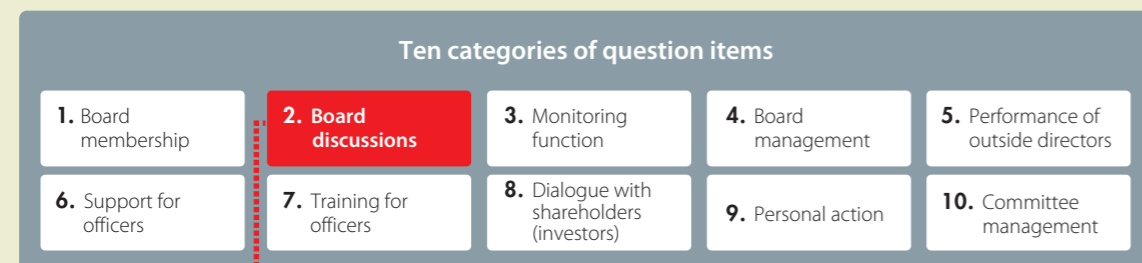 Ten categories of question items
1. Board
membership
2. Board
discussions
3. Monitoring
function
4. Board
management
5. Performance of
outside directors
6. Support for
officers
7. Training for
officers
8. Dialogue with
shareholders
(investors)
9. Personal action
10. Committee
management